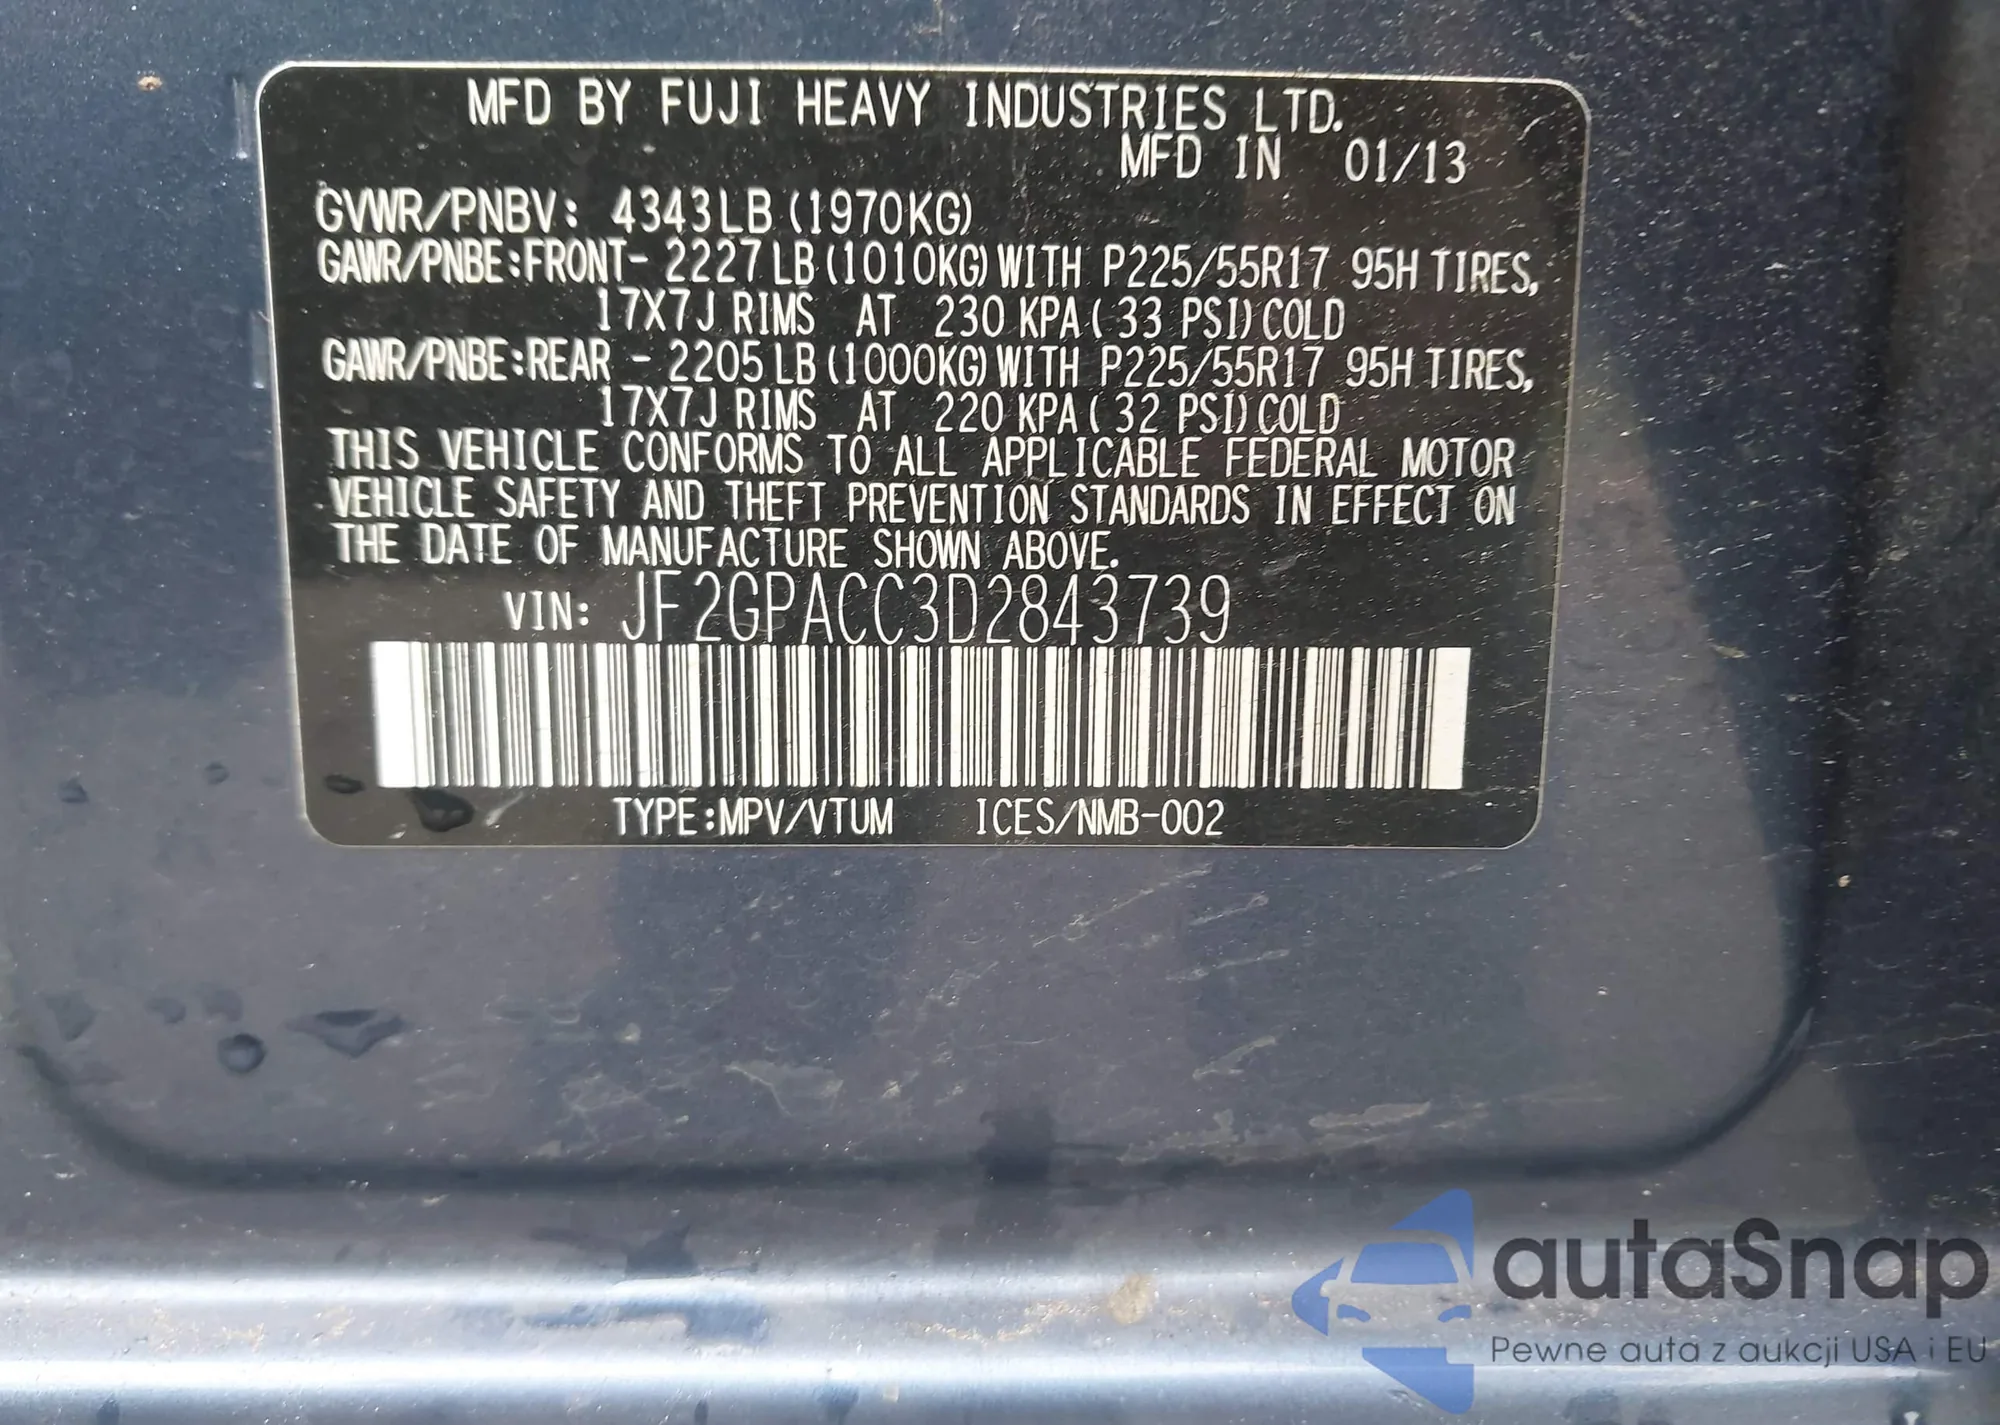 MFD BY FUJI HEAVY INDUSTRIES LTD.
MFD IN 01/13
GVWR/PNBV: 4343LB (1970KG)
GAWR/PNBE:FRONT- 2227LB (1010KG) WITH P225/55R17 95H TIRES,
17X7J RIMS AT 230 KPA ( 33 PSI) COLD
GAWR/PNBE:REAR - 2205LB (1000KG) WITH P225/55R17 95H TIRES,
17X7J RIMS AT 220 KPA ( 32 PSI) COLD
THIS VEHICLE CONFORMS TO ALL APPLICABLE FEDERAL MOTOR
VEHICLE SAFETY AND THEFT PREVENTION STANDARDS IN EFFECT ON
THE DATE OF MANUFACTURE SHOWN ABOVE.
VIN: JF2GPACC3D2843739
TYPE:MPV/VTUM ICES/NMB-002
autaSnap
Pewne auta z aukcji USA i EU